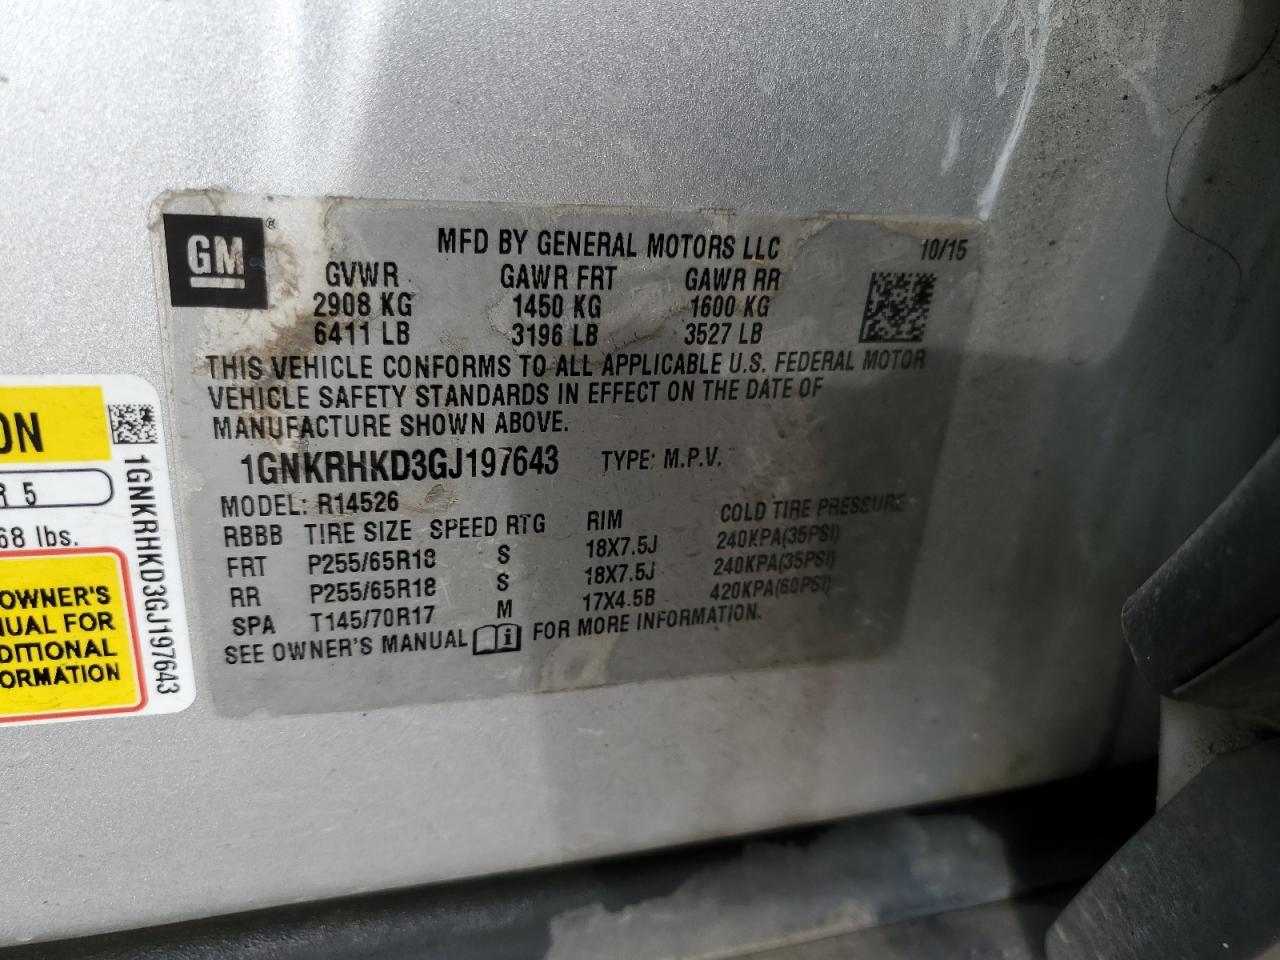 GM ®
MFD BY GENERAL MOTORS LLC 10/15
GVWR GAWR FRT GAWR RR
2908 KG 1450 KG 1600 KG
6411 LB 3196 LB 3527 LB
THIS VEHICLE CONFORMS TO ALL APPLICABLE U.S. FEDERAL MOTOR
VEHICLE SAFETY STANDARDS IN EFFECT ON THE DATE OF
MANUFACTURE SHOWN ABOVE.
1GNKRHKD3GJ197643 TYPE: M.P.V.
MODEL: R14526
RBBB TIRE SIZE SPEED RTG RIM COLD TIRE PRESSURE
FRT P255/65R18 S 18X7.5J 240KPA(35PSI)
RR P255/65R18 S 18X7.5J 240KPA(35PSI)
SPA T145/70R17 M 17X4.5B 420KPA(60PSI)
SEE OWNER'S MANUAL i FOR MORE INFORMATION.
ON
R 5
68 lbs.
OWNER'S
UAL FOR
DITIONAL
ORMATION
1GNKRHKD3GJ197643